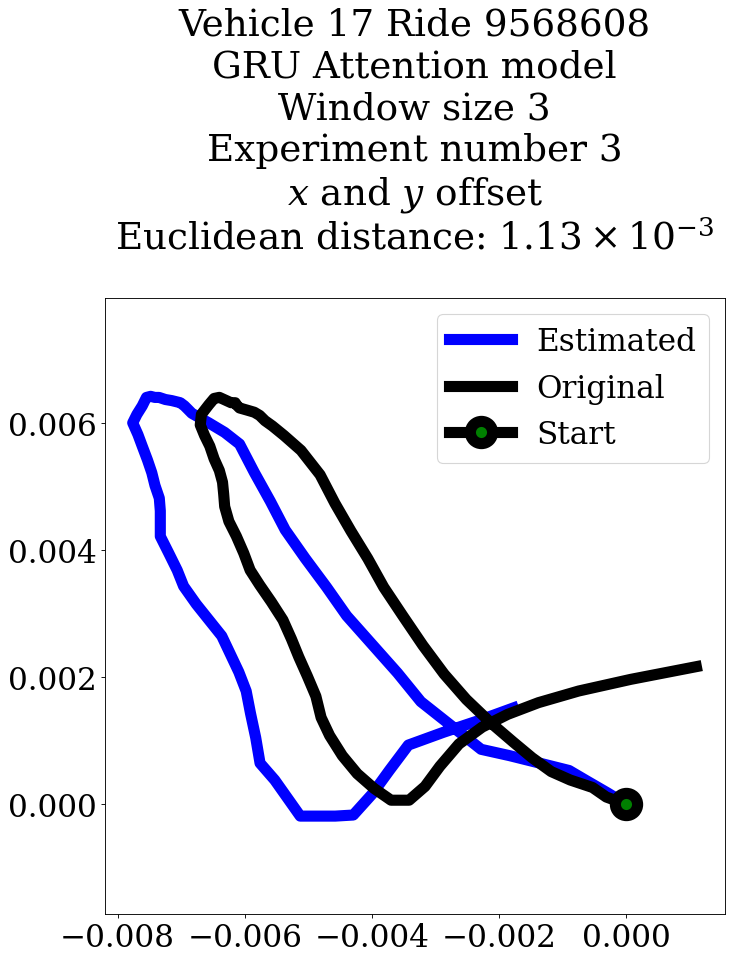 Vehicle 17 Ride 9568608
GRU Attention model
Window size 3
Experiment number 3
x and y offset
Euclidean distance: 1.13 × 10⁻³
Estimated
Original
Start
0.006
0.004
0.002
0.000
−0.008 −0.006 −0.004 −0.002 0.000